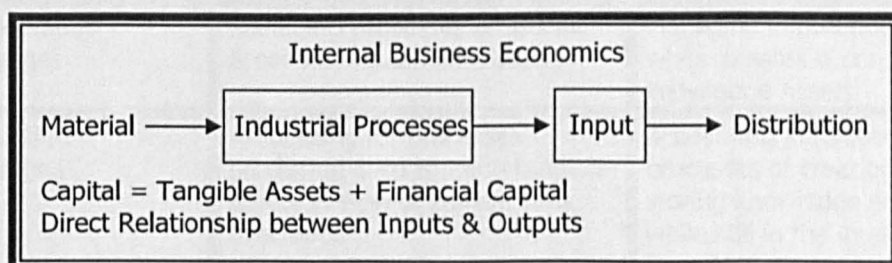 Internal Business Economics
Material Industrial Processes Input Distribution
Capital = Tangible Assets + Financial Capital
Direct Relationship between Inputs & Outputs